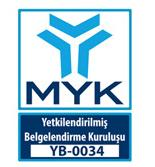 MYK
Yetkilendirilmiş
Belgelendirme Kuruluşu
YB-0034